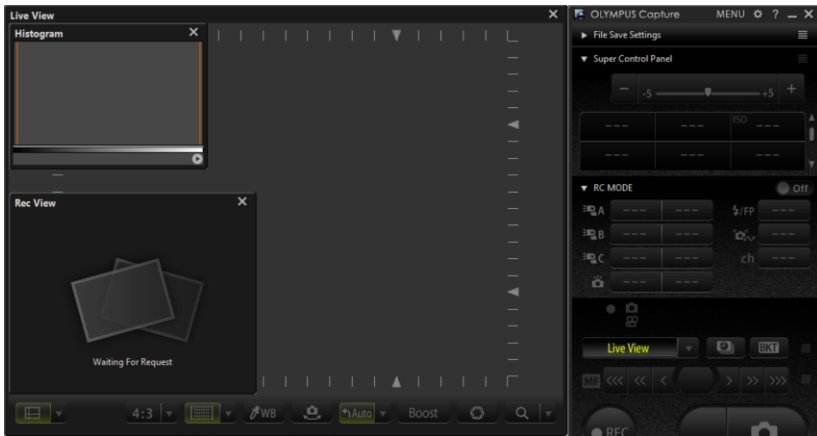 Live View
Histogram
Rec View
Waiting For Request
4:3
WB
Auto
Boost
OLYMPUS Capture
MENU
?
File Save Settings
Super Control Panel
-5
+5
--- --- ISO ---
--- --- ---
RC MODE
Off
A --- --- /FP ---
B --- --- ---
C --- --- ch ---
--- ---
Live View
BKT
MF <<< << < > >> >>>
REC